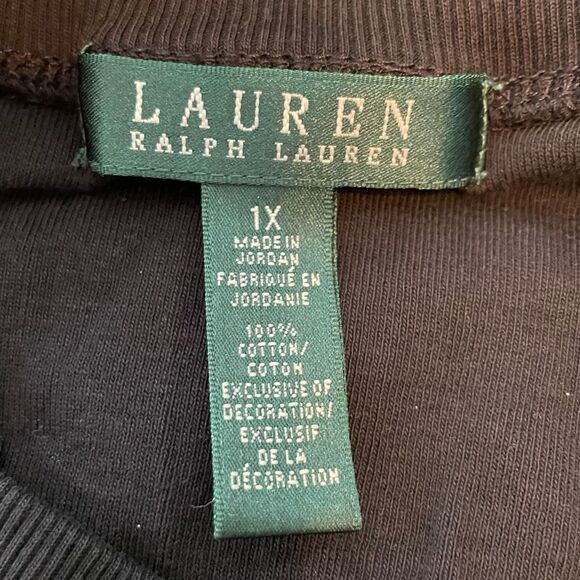 LAUREN
RALPH LAUREN
1X
MADE IN
JORDAN
FABRIQUÉ EN
JORDANIE
100%
COTTON/
COTON
EXCLUSIVE OF
DECORATION/
EXCLUSIF
DE LA
DÉCORATION